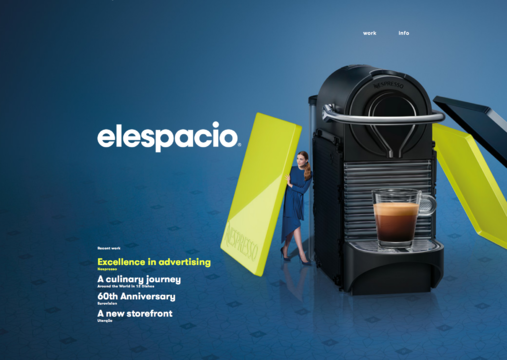 work
info
elespacio
NESPRESSO
NESPRESSO
Recent work
Excellence in advertising
Nespresso
A culinary journey
Around the World in 12 Dishes
60th Anniversary
Eurovision
A new storefront